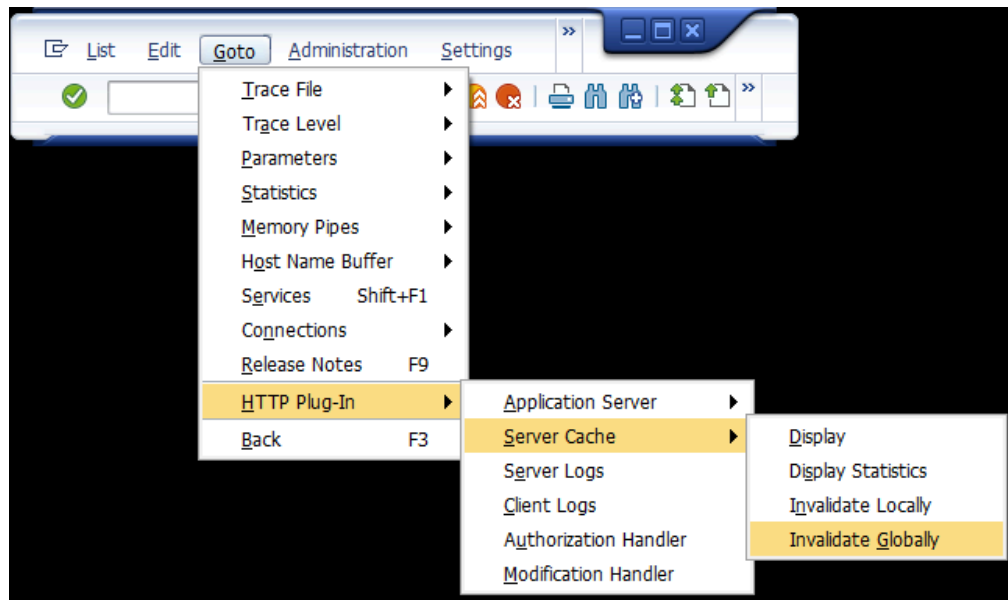 List Edit Goto Administration Settings »
»
Trace File
Trace Level
Parameters
Statistics
Memory Pipes
Host Name Buffer
Services Shift+F1
Connections
Release Notes F9
HTTP Plug-In
Back F3
Application Server
Server Cache
Server Logs
Client Logs
Authorization Handler
Modification Handler
Display
Display Statistics
Invalidate Locally
Invalidate Globally